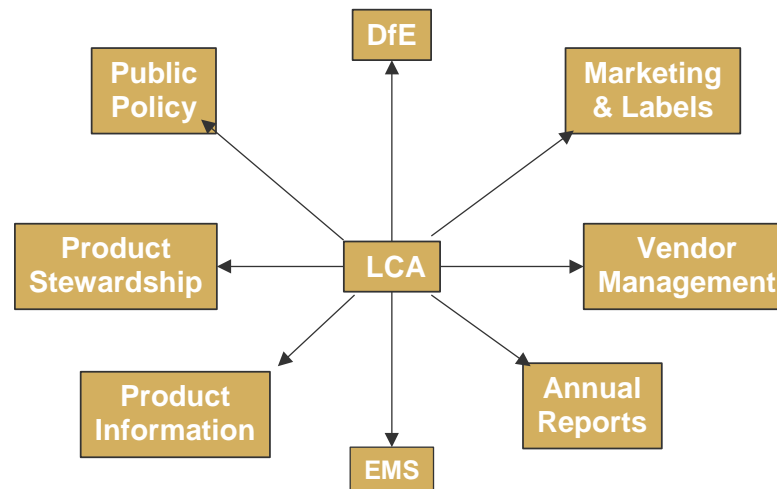 DfE
Public
Policy
Marketing
& Labels
Product
Stewardship
LCA
Vendor
Management
Product
Information
Annual
Reports
EMS